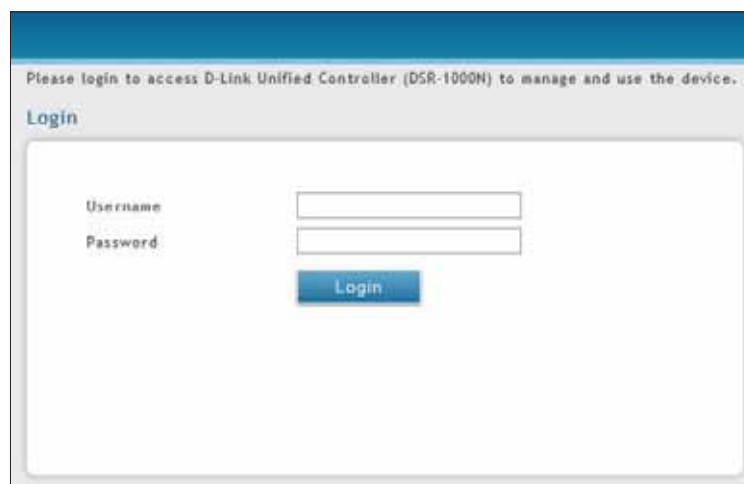 Please login to access D-Link Unified Controller (DSR-1000N) to manage and use the device.
Login
Username
Password
Login